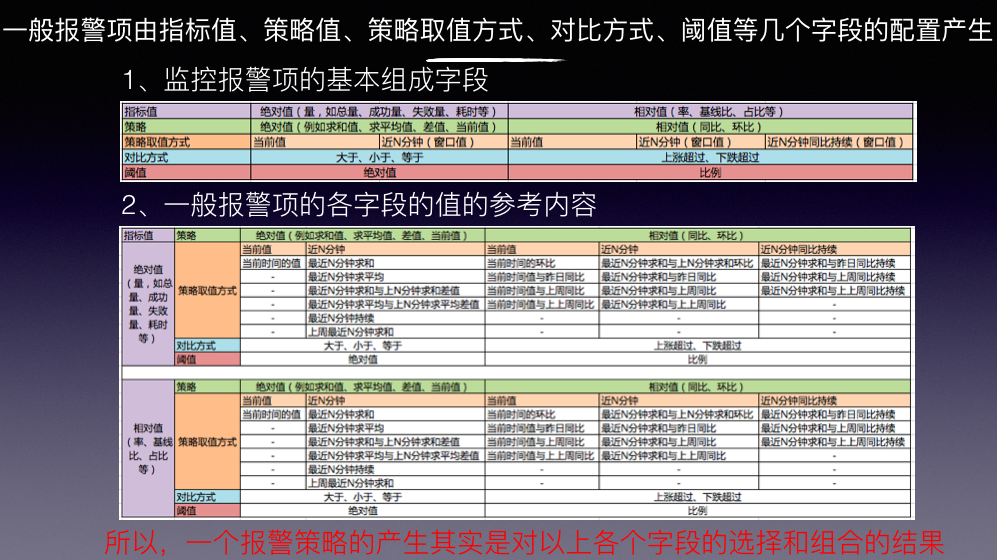 一般报警项由指标值、策略值、策略取值方式、对比方式、阈值等几个字段的配置产生
1、监控报警项的基本组成字段
指标值 绝对值（量，如总量、成功量、失败量、耗时等） 相对值（率、基线比、占比等）
策略 绝对值（例如求和值、求平均值、差值、当前值） 相对值（同比、环比）
策略取值方式 当前值 近N分钟（窗口值） 当前值 近N分钟（窗口值） 近N分钟同比持续（窗口值）
对比方式 大于、小于、等于 上涨超过、下跌超过
阈值 绝对值 比例
2、一般报警项的各字段的值的参考内容
指标值 策略 绝对值（例如求和值、求平均值、差值、当前值） 相对值（同比、环比）
绝对值（量，如总量、成功量、失败量、耗时等） 策略取值方式 当前值 近N分钟 当前值 近N分钟 近N分钟同比持续
当前时间的值 最近N分钟求和 当前时间的环比 最近N分钟求和与上N分钟求和环比 最近N分钟求和与昨日同比持续
- 最近N分钟求平均 当前时间值与昨日同比 最近N分钟求和与昨日同比 最近N分钟求和与上周同比持续
- 最近N分钟求和与上N分钟求和差值 当前时间值与上周同比 最近N分钟求和与上周同比 最近N分钟求和与上上周同比持续
- 最近N分钟求平均与上N分钟求平均差值 当前时间值与上上周同比 最近N分钟求和与上上周同比 -
- 最近N分钟持续 - - -
- 上周最近N分钟求和 - - -
对比方式 大于、小于、等于 上涨超过、下跌超过
阈值 绝对值 比例
相对值（率、基线比、占比等） 策略 绝对值（例如求和值、求平均值、差值、当前值） 相对值（同比、环比）
策略取值方式 当前值 近N分钟 当前值 近N分钟 近N分钟同比持续
当前时间的值 最近N分钟求和 当前时间的环比 最近N分钟求和与上N分钟求和环比 最近N分钟求和与昨日同比持续
- 最近N分钟求平均 当前时间值与昨日同比 最近N分钟求和与昨日同比 最近N分钟求和与上周同比持续
- 最近N分钟求和与上N分钟求和差值 当前时间值与上周同比 最近N分钟求和与上周同比 最近N分钟求和与上上周同比持续
- 最近N分钟求平均与上N分钟求平均差值 当前时间值与上上周同比 最近N分钟求和与上上周同比 -
- 最近N分钟持续 - - -
- 上周最近N分钟求和 - - -
对比方式 大于、小于、等于 上涨超过、下跌超过
阈值 绝对值 比例
所以，一个报警策略的产生其实是对以上各个字段的选择和组合的结果